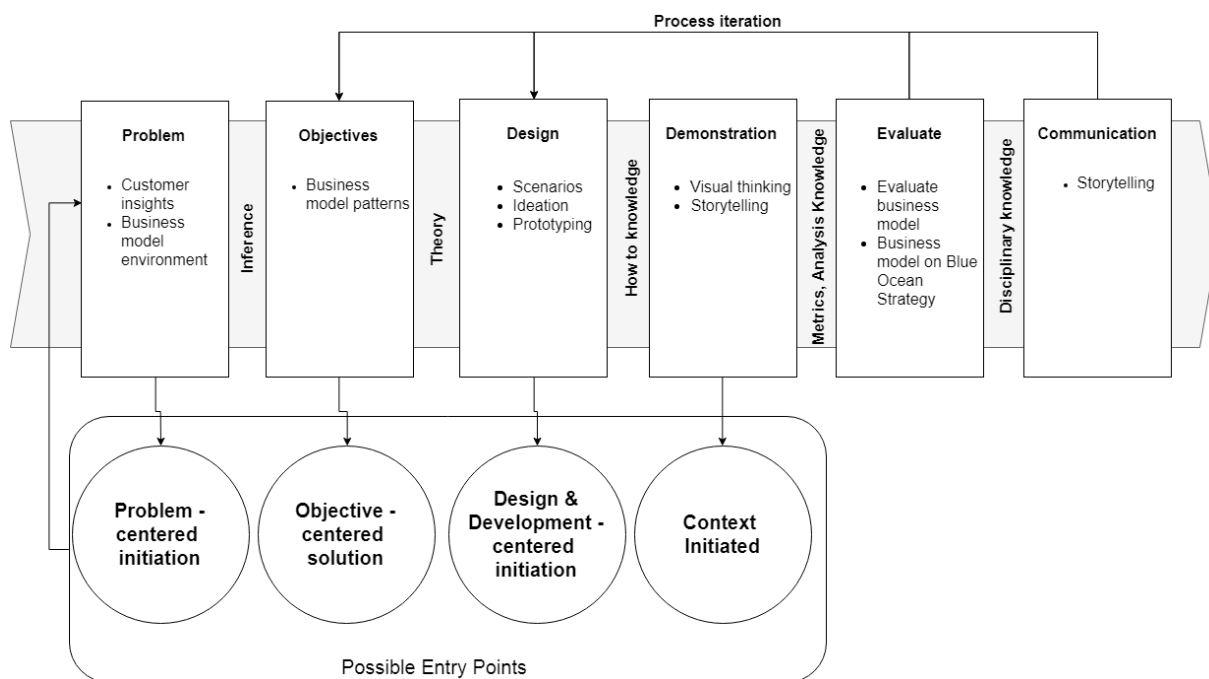 Process iteration
Problem
• Customer
insights
• Business
model
environment
Inference
Objectives
• Business
model patterns
Theory
Design
• Scenarios
• Ideation
• Prototyping
How to knowledge
Demonstration
• Visual thinking
• Storytelling
Metrics, Analysis Knowledge
Evaluate
• Evaluate
business
model
• Business
model on Blue
Ocean
Strategy
Disciplinary knowledge
Communication
• Storytelling
Problem -
centered
initiation
Objective -
centered
solution
Design &
Development -
centered
initiation
Context
Initiated
Possible Entry Points